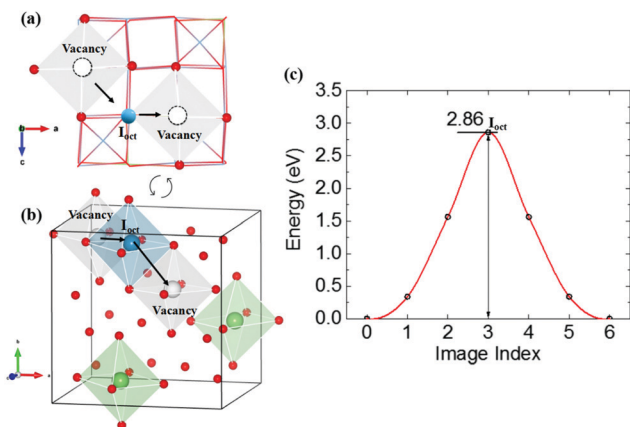 (a)
Vacancy
I_oct
Vacancy
b
a
c
(b)
Vacancy
I_oct
Vacancy
b
a
(c)
Energy (eV)
3.5
3.0
2.5
2.0
1.5
1.0
0.5
0.0
2.86
I_oct
0 1 2 3 4 5 6
Image Index